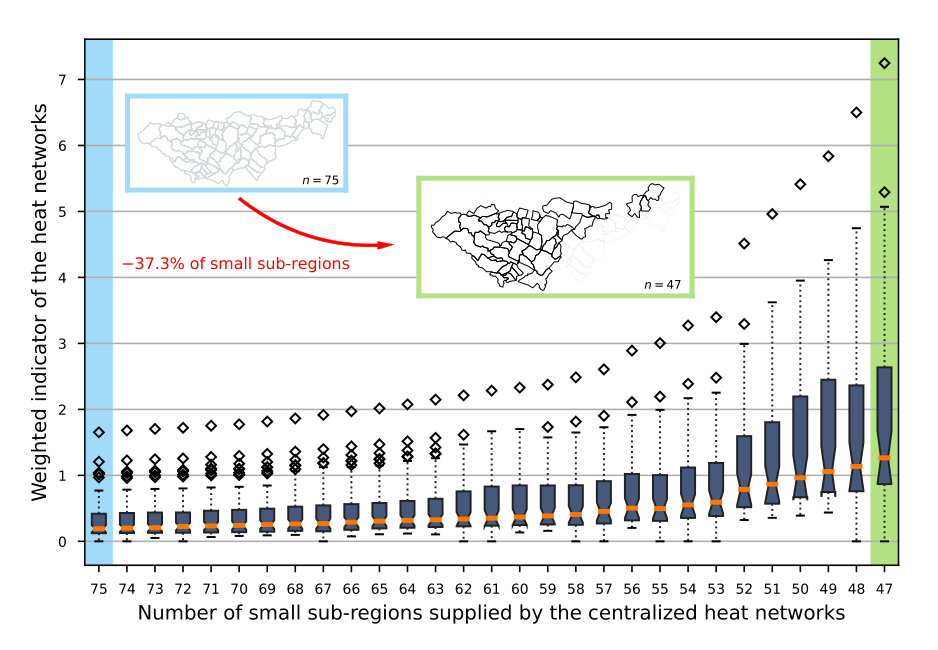 Weighted indicator of the heat networks
7
6
5
4
3
2
1
0
n = 75
−37.3% of small sub-regions
n = 47
75 74 73 72 71 70 69 68 67 66 65 64 63 62 61 60 59 58 57 56 55 54 53 52 51 50 49 48 47
Number of small sub-regions supplied by the centralized heat networks